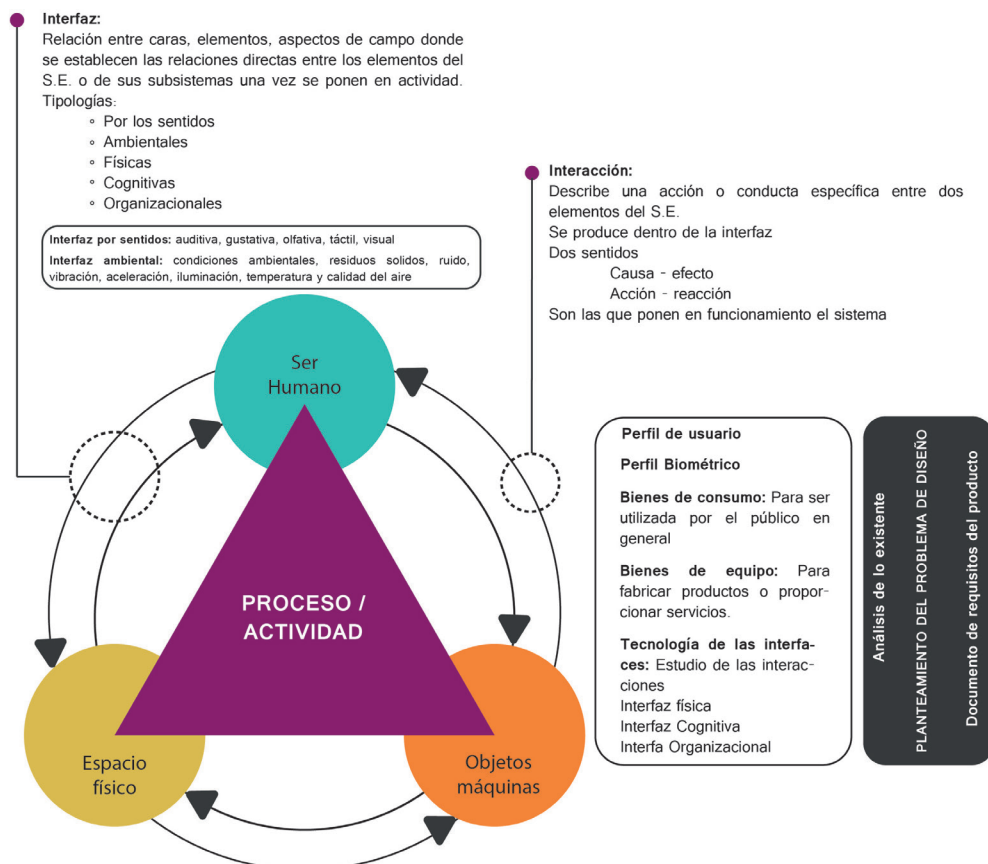 Interfaz:
Relación entre caras, elementos, aspectos de campo donde
se establecen las relaciones directas entre los elementos del
S.E. o de sus subsistemas una vez se ponen en actividad.
Tipologías:
◦ Por los sentidos
◦ Ambientales
◦ Físicas
◦ Cognitivas
◦ Organizacionales
Interfaz por sentidos: auditiva, gustativa, olfativa, táctil, visual
Interfaz ambiental: condiciones ambientales, residuos solidos, ruido,
vibración, aceleración, iluminación, temperatura y calidad del aire
Interacción:
Describe una acción o conducta específica entre dos
elementos del S.E.
Se produce dentro de la interfaz
Dos sentidos
Causa - efecto
Acción - reacción
Son las que ponen en funcionamiento el sistema
Ser
Humano
PROCESO /
ACTIVIDAD
Espacio
físico
Objetos
máquinas
Perfil de usuario
Perfil Biométrico
Bienes de consumo: Para ser
utilizada por el público en
general
Bienes de equipo: Para
fabricar productos o propor-
cionar servicios.
Tecnología de las interfa-
ces: Estudio de las interac-
ciones
Interfaz física
Interfaz Cognitiva
Interfa Organizacional
Análisis de lo existente
PLANTEAMIENTO DEL PROBLEMA DE DISEÑO
Documento de requisitos del producto